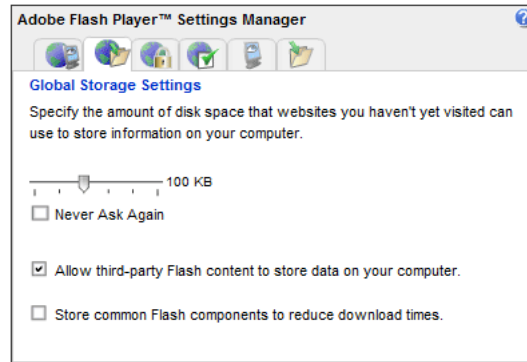 Adobe Flash Player™ Settings Manager
?
Global Storage Settings
Specify the amount of disk space that websites you haven't yet visited can
use to store information on your computer.
100 KB
Never Ask Again
Allow third-party Flash content to store data on your computer.
Store common Flash components to reduce download times.